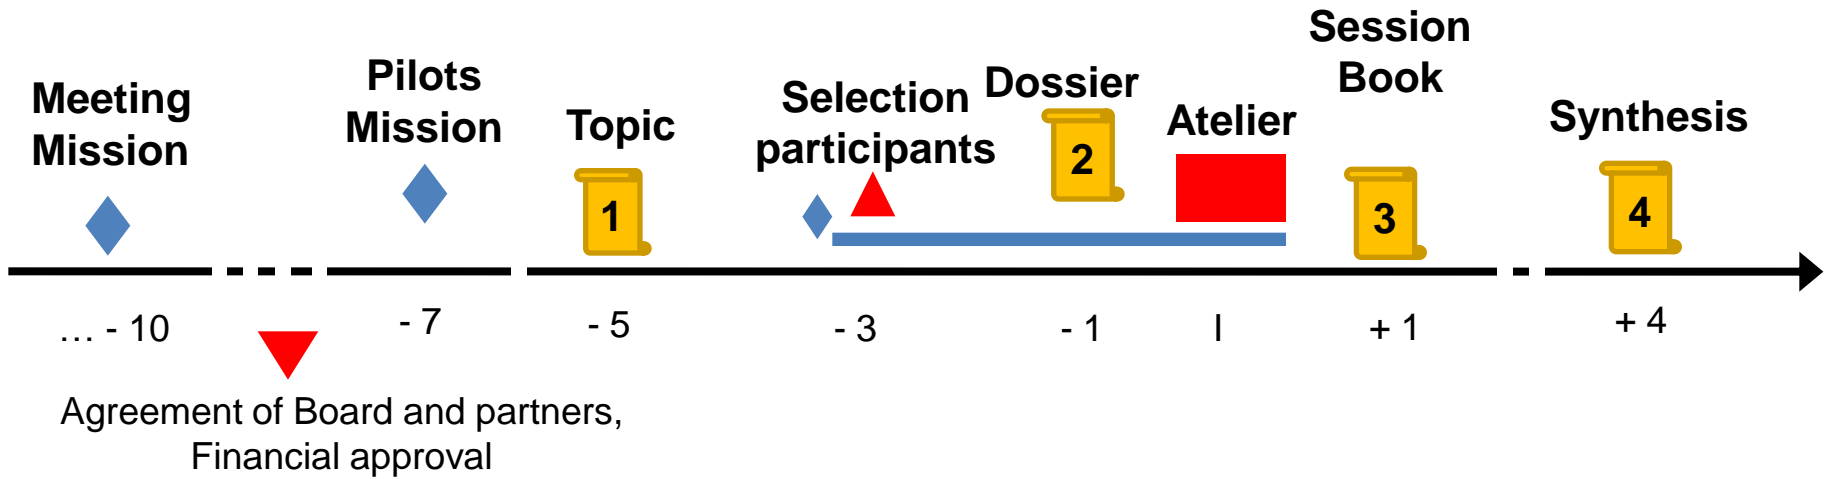 Meeting
Mission
Pilots
Mission
Topic
Selection
participants
Dossier
Atelier
Session
Book
Synthesis
1
2
3
4
... - 10
- 7
- 5
- 3
- 1
I
+ 1
+ 4
Agreement of Board and partners,
Financial approval